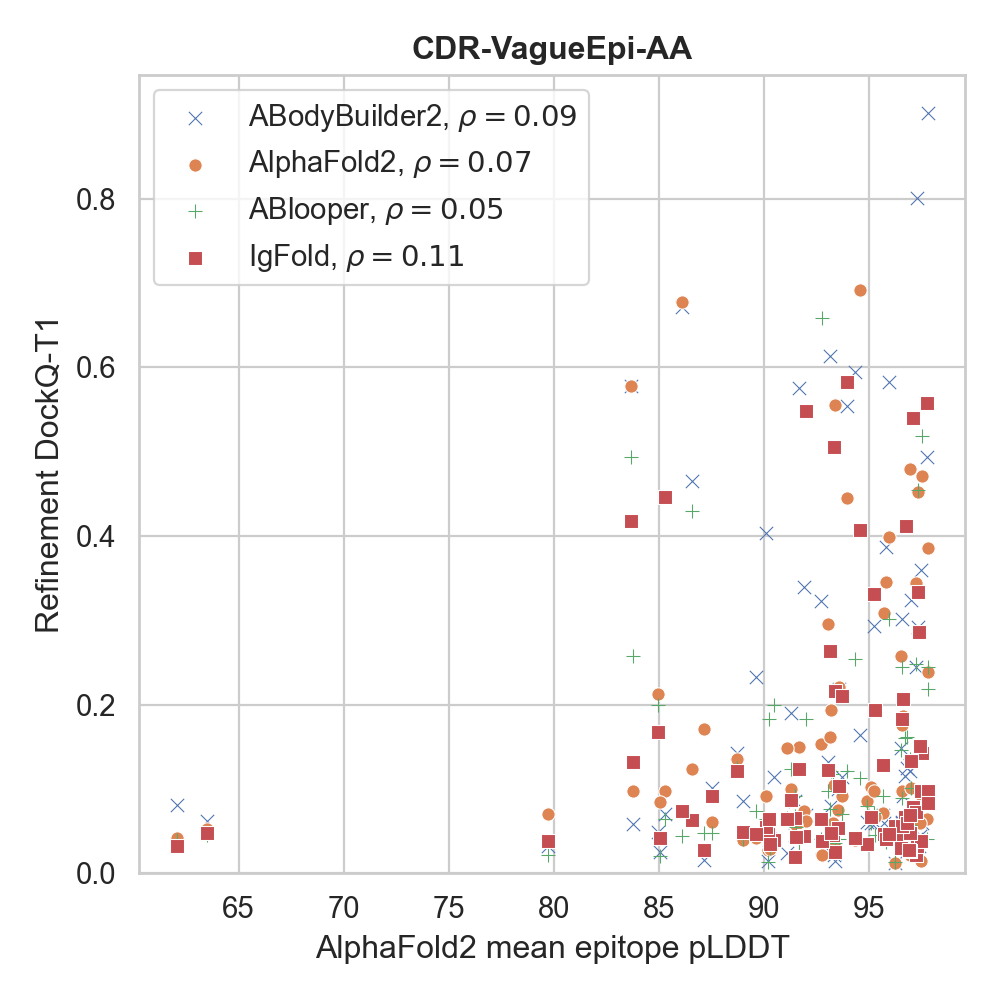 CDR-VagueEpi-AA
ABodyBuilder2, ρ = 0.09
AlphaFold2, ρ = 0.07
ABlooper, ρ = 0.05
IgFold, ρ = 0.11
Refinement DockQ-T1
0.8
0.6
0.4
0.2
0.0
65 70 75 80 85 90 95
AlphaFold2 mean epitope pLDDT